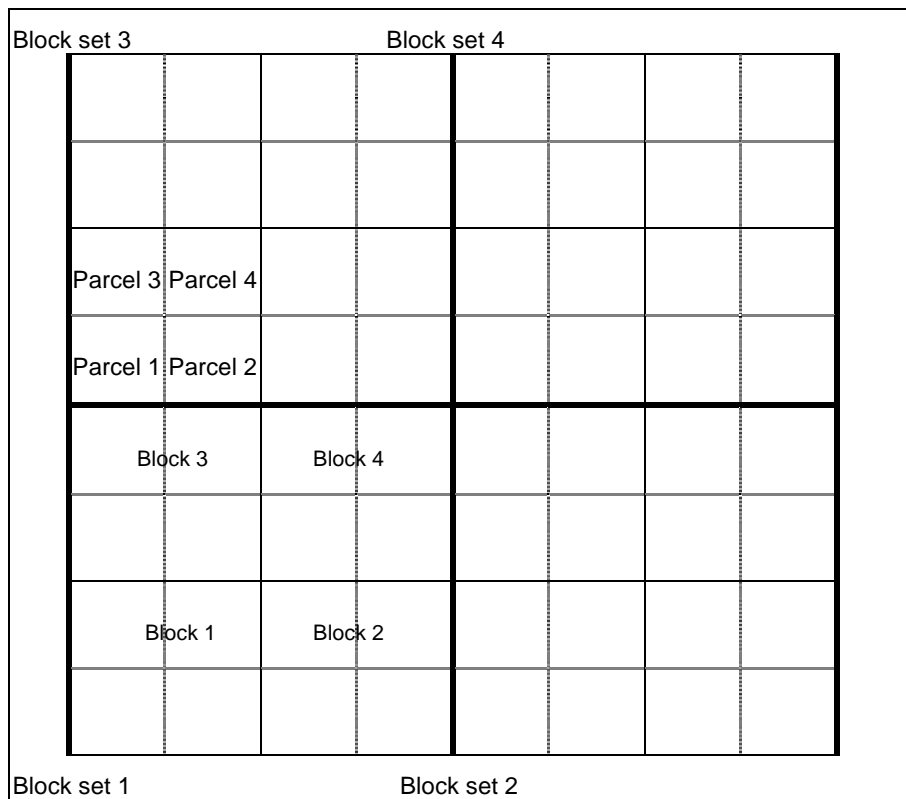 Block set 3 Block set 4
Parcel 3 Parcel 4
Parcel 1 Parcel 2
Block 3 Block 4
Block 1 Block 2
Block set 1 Block set 2